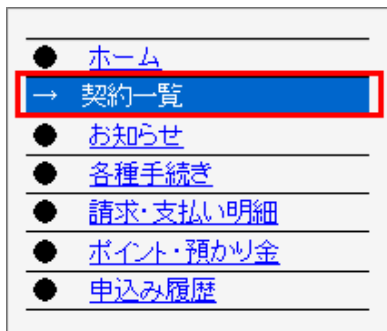 ● ホーム
→ 契約一覧
● お知らせ
● 各種手続き
● 請求・支払い明細
● ポイント・預かり金
● 申込み履歴